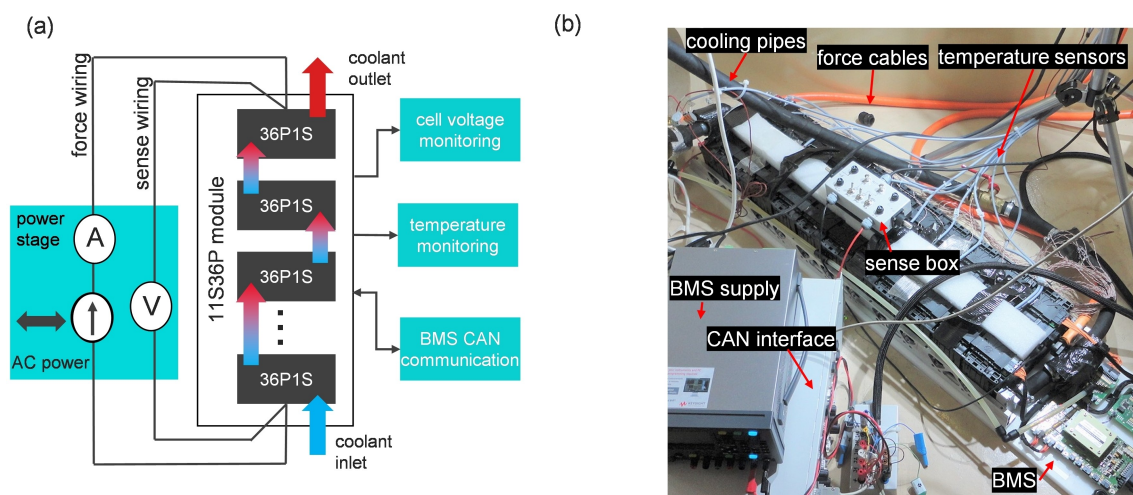 (a)
coolant
outlet
force wiring
sense wiring
11S36P module
36P1S
36P1S
36P1S
36P1S
cell voltage
monitoring
temperature
monitoring
BMS CAN
communication
power
stage
A
V
AC power
coolant
inlet
(b)
cooling pipes
force cables
temperature sensors
sense box
BMS supply
CAN interface
BMS